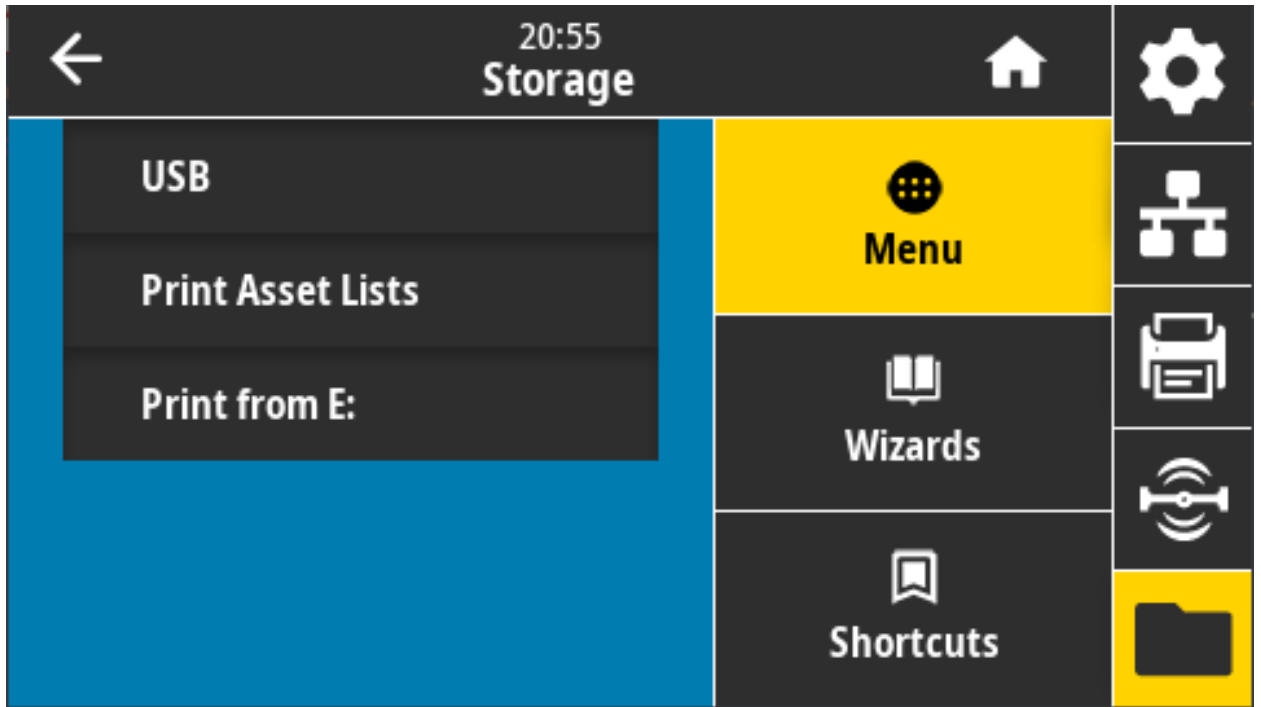 20:55
Storage
USB
Print Asset Lists
Print from E:
Menu
Wizards
Shortcuts